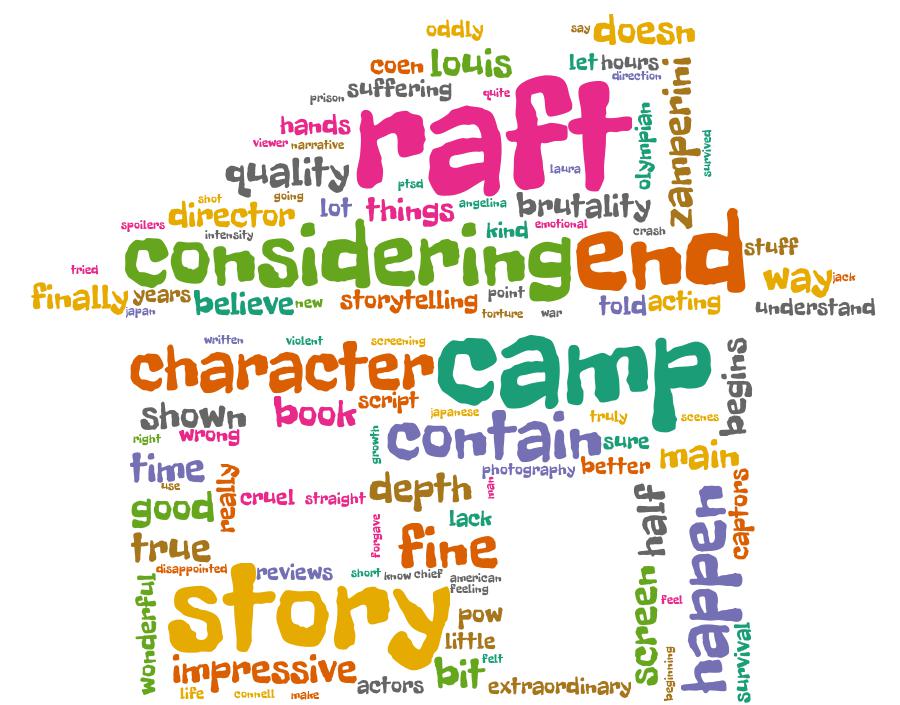 oddly
say doesn
coen louis
let hours
direction
prison suffering quite
zamperini
raft
hands
olympian
survived
viewer narrative
quality
ptsd
laura
shot going
director lot things angelina brutality
spoilers
intensity
kind emotional
crash
considering end stuff
tried
way jack
finally years believe new storytelling point told acting understand
japan
torture war
written violent screening
character camp
begins
shown book script
japanese truly scenes
right wrong
growth
contain sure
main
time
use
photography better
really
cruel straight depth man
good
lack
half
happen
captors
true
forgave
fine
disappointed reviews short know chief american
feeling
wonderful
story
pow
little
screen
feel
survival
beginning
impressive
actors bit felt extraordinary
life connell make